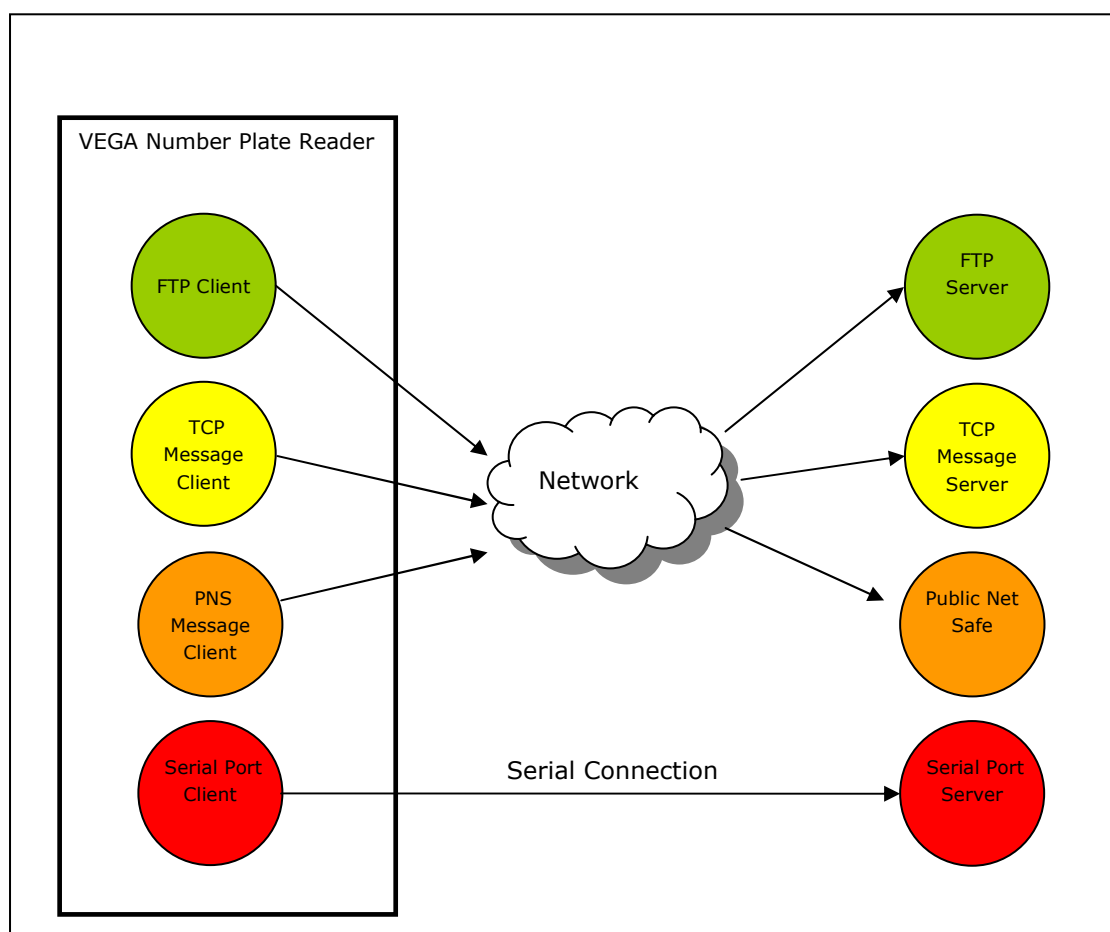 VEGA Number Plate Reader
FTP Client
FTP
Server
TCP
Message
Client
Network
TCP
Message
Server
PNS
Message
Client
Public Net
Safe
Serial Port
Client
Serial Connection
Serial Port
Server